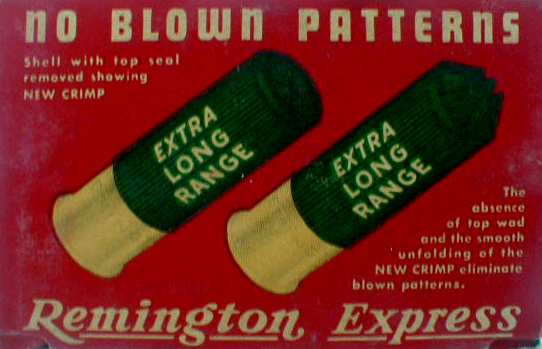 NO BLOWN PATTERNS
Shell with top seal
removed showing
NEW CRIMP
EXTRA
LONG
RANGE
EXTRA
LONG
RANGE
The
absence
of top wad
and the smooth
unfolding of the
NEW CRIMP eliminate
blown patterns.
Remington Express